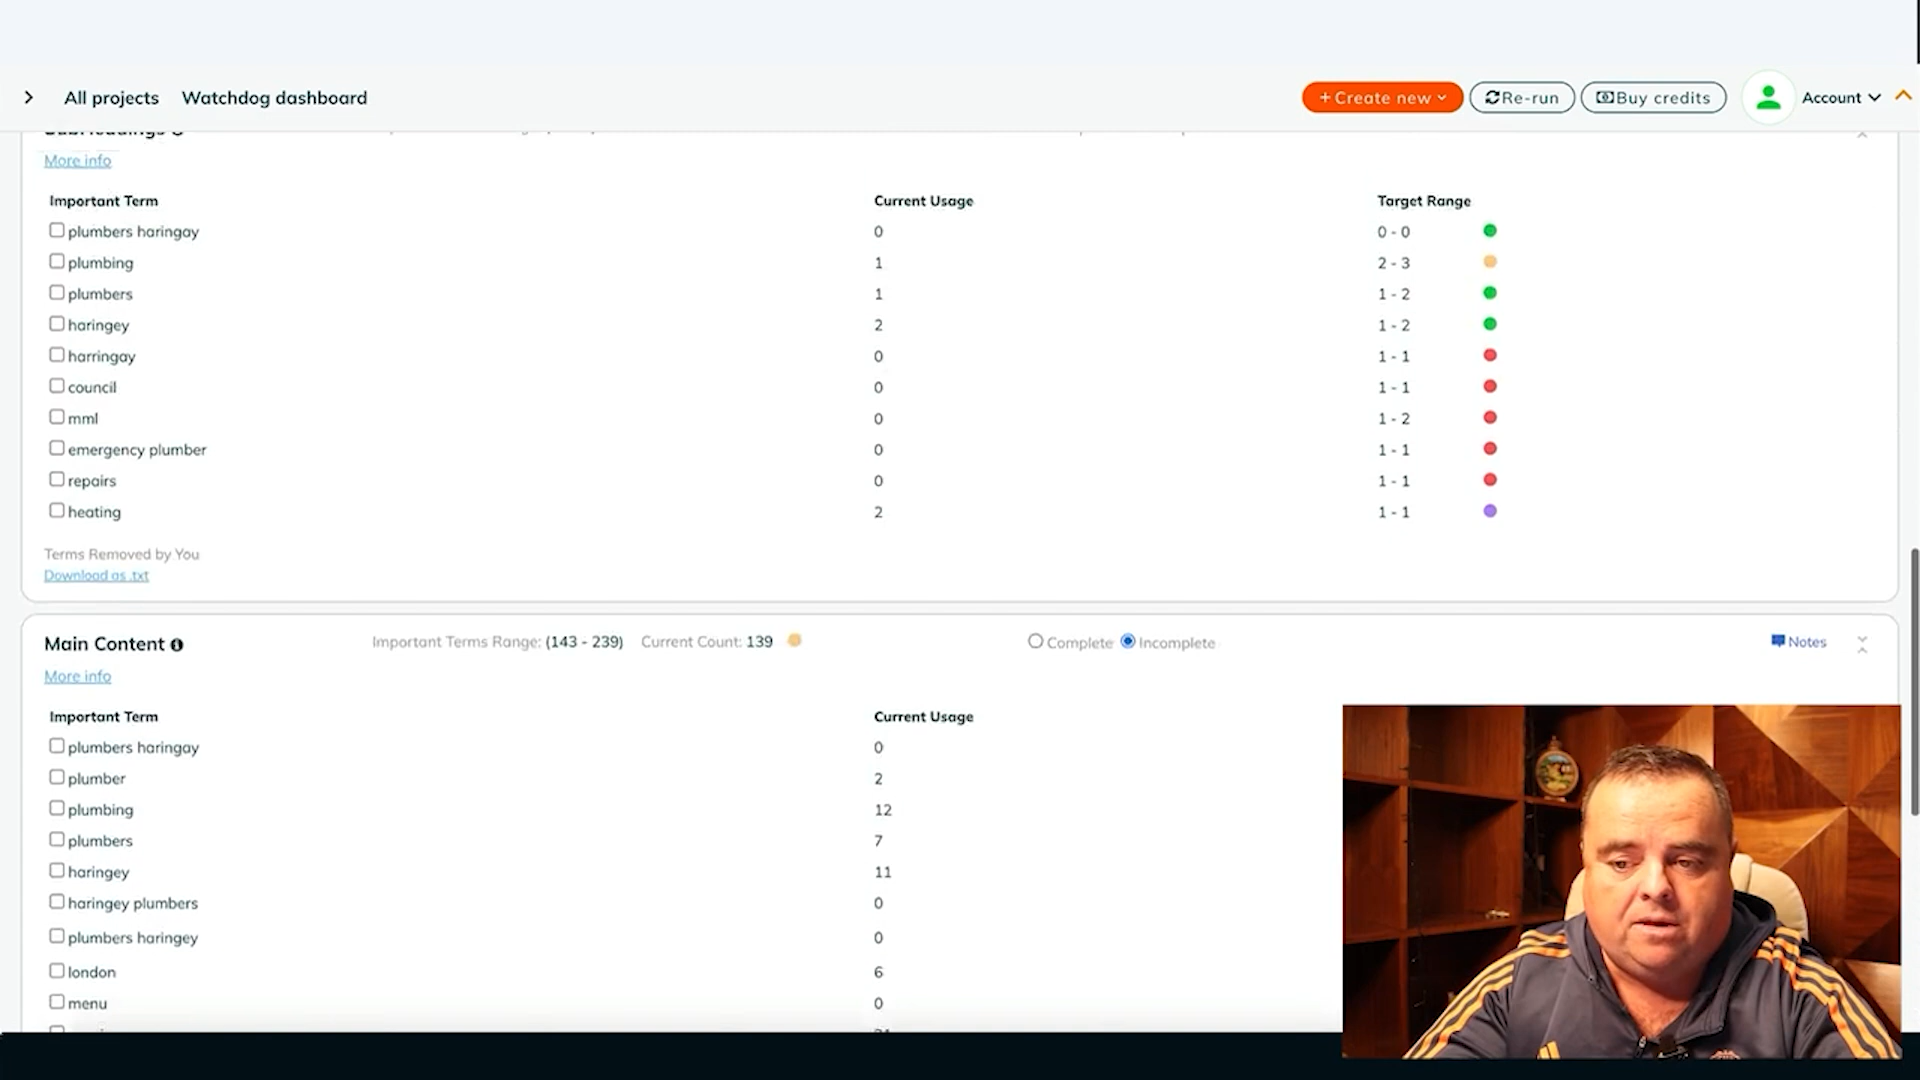 All projects Watchdog dashboard + Create new Re-run Buy credits Account
More info
Important Term Current Usage Target Range
plumbers haringay 0 0 - 0
plumbing 1 2 - 3
plumbers 1 1 - 2
haringey 2 1 - 2
harringay 0 1 - 1
council 0 1 - 1
mml 0 1 - 2
emergency plumber 0 1 - 1
repairs 0 1 - 1
heating 2 1 - 1
Terms Removed by You
Download as .txt
Main Content Important Terms Range: (143 - 239) Current Count: 139 Complete Incomplete Notes
More info
Important Term Current Usage
plumbers haringay 0
plumber 2
plumbing 12
plumbers 7
haringey 11
haringey plumbers 0
plumbers haringey 0
london 6
menu 0